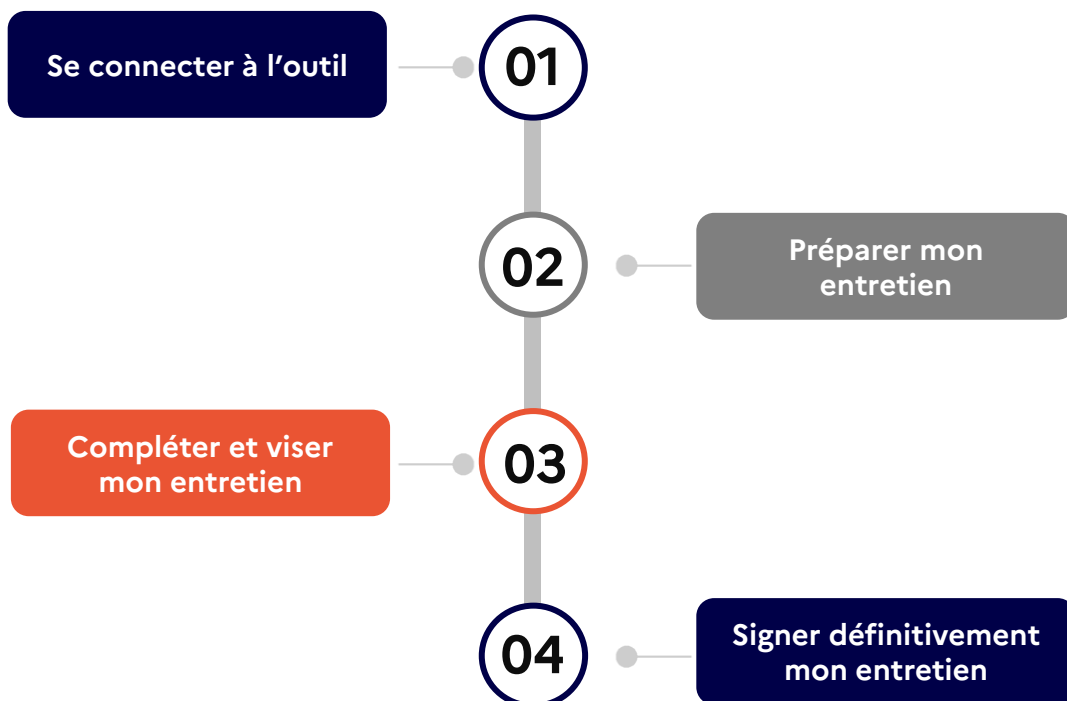 Se connecter à l’outil
01
02
Préparer mon
entretien
Compléter et viser
mon entretien
03
04
Signer définitivement
mon entretien